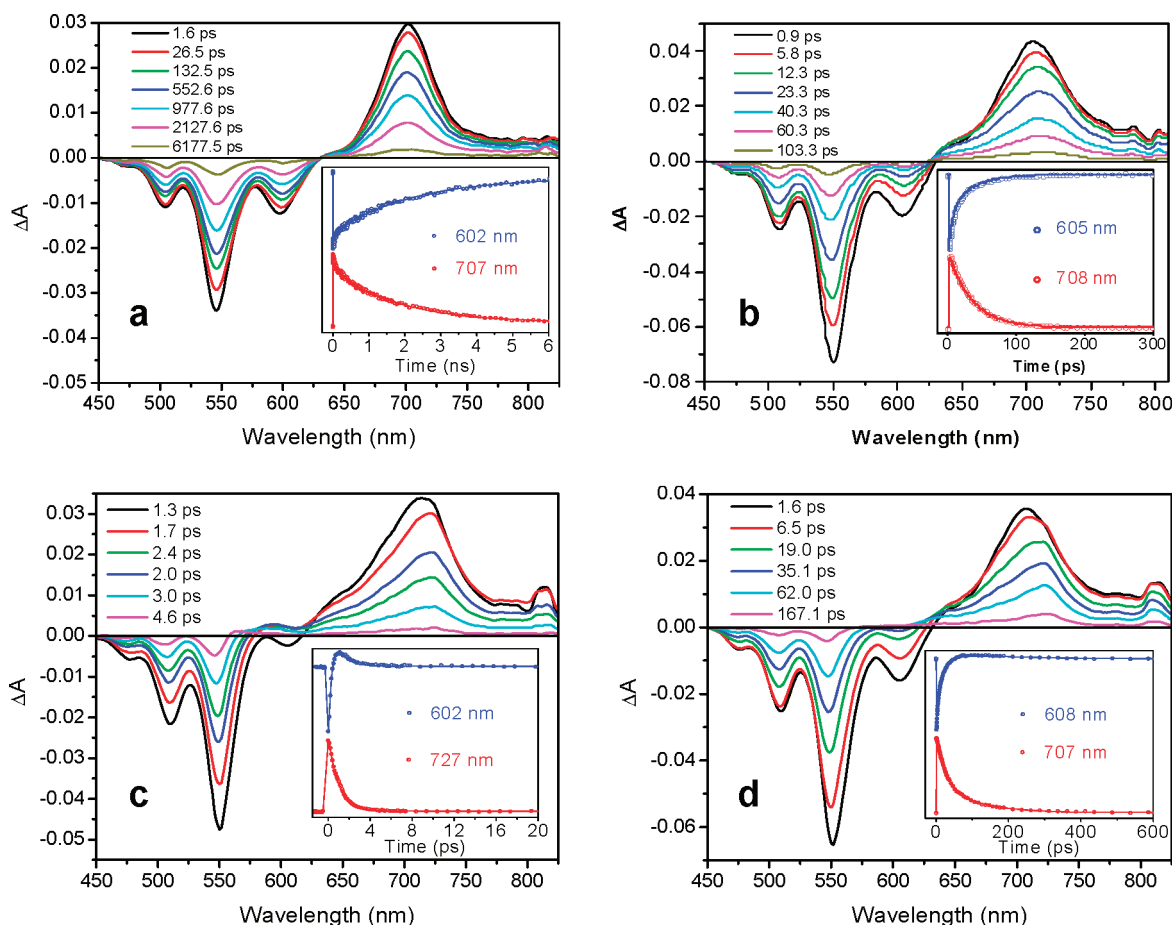 0.03
0.02
0.01
0.00
-0.01
-0.02
-0.03
-0.04
-0.05
ΔA
1.6 ps
26.5 ps
132.5 ps
552.6 ps
977.6 ps
2127.6 ps
6177.5 ps
a
602 nm
707 nm
0 1 2 3 4 5 6
Time (ns)
450 500 550 600 650 700 750 800
Wavelength (nm)
0.04
0.02
0.00
-0.02
-0.04
-0.06
-0.08
ΔA
0.9 ps
5.8 ps
12.3 ps
23.3 ps
40.3 ps
60.3 ps
103.3 ps
b
605 nm
708 nm
0 100 200 300
Time (ps)
450 500 550 600 650 700 750 800
Wavelength (nm)
0.03
0.02
0.01
0.00
-0.01
-0.02
-0.03
-0.04
-0.05
ΔA
1.3 ps
1.7 ps
2.4 ps
2.0 ps
3.0 ps
4.6 ps
c
602 nm
727 nm
0 4 8 12 16 20
Time (ps)
450 500 550 600 650 700 750 800
Wavelength (nm)
0.04
0.02
0.00
-0.02
-0.04
-0.06
ΔA
1.6 ps
6.5 ps
19.0 ps
35.1 ps
62.0 ps
167.1 ps
d
608 nm
707 nm
0 200 400 600
Time (ps)
450 500 550 600 650 700 750 800
Wavelength (nm)